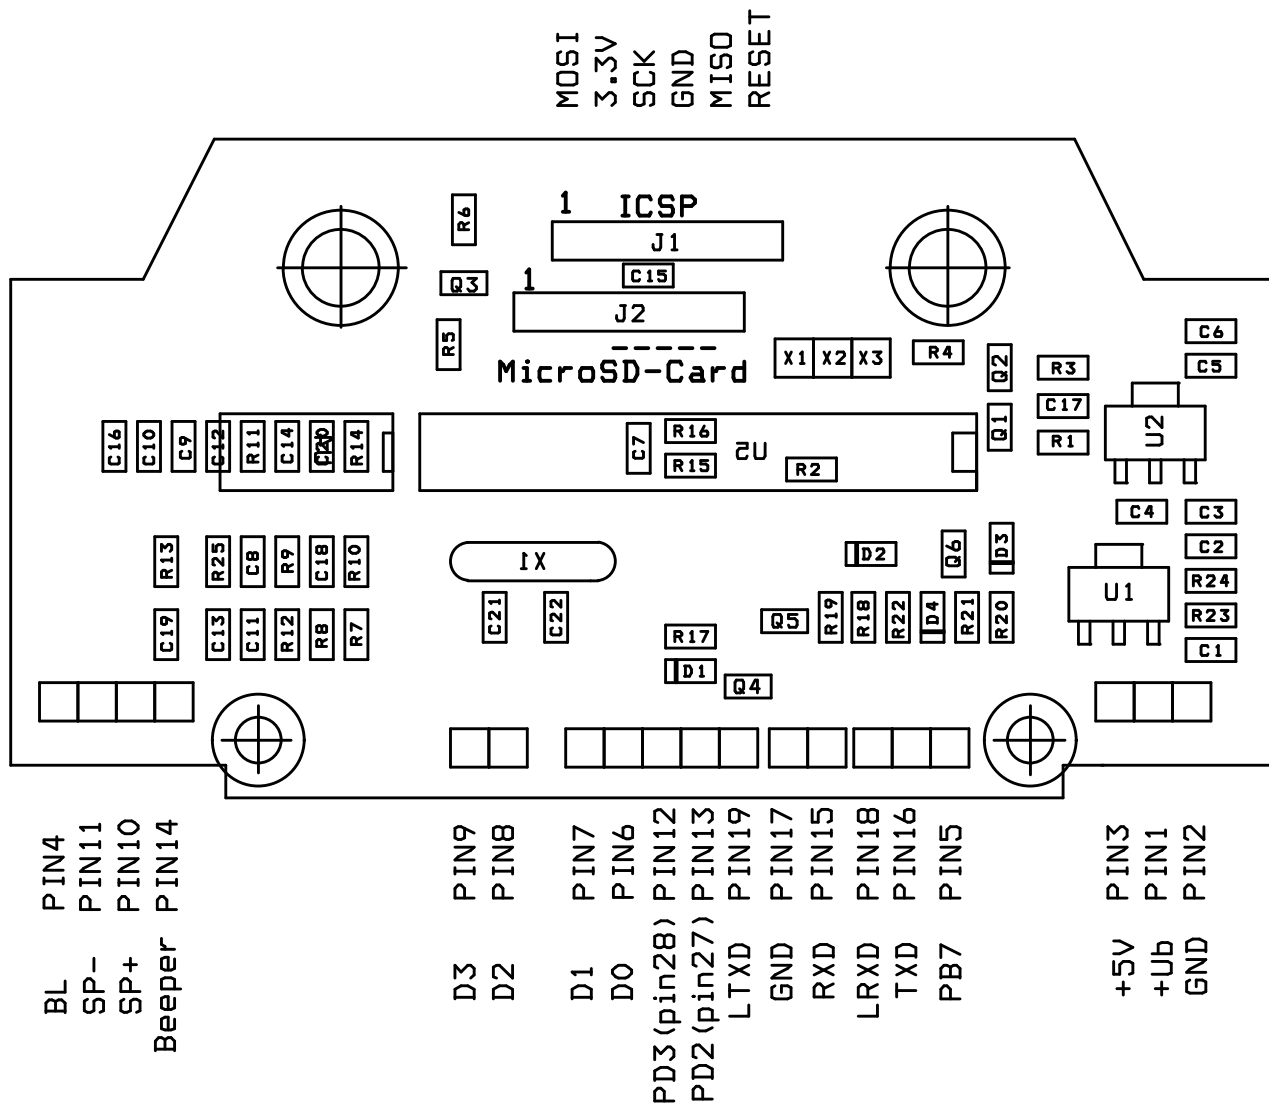 MOSI
3.3V
SCK
GND
MISO
RESET
1 ICSP
J1
R6
C15
Q3
1
J2
R5
MicroSD-Card
X1 X2 X3
R4
Q2
R3
C6
C5
C17
Q1
R1
U2
C16 C10 C9 C12 R11 C14 C20 R14
C7
R16
R15
U5
R2
C4
C3
C2
R13 R25 C8 R9 C18 R10
X1
D2
Q6
D3
U1
R24
R23
C1
C19 C13 C11 R12 R8 R7
C21 C22
R17
D1
Q4
Q5
R19 R18 R22 D4 R21 R20
BL PIN4
SP- PIN11
SP+ PIN10
Beeper PIN14
D3 PIN9
D2 PIN8
D1 PIN7
D0 PIN6
PD3(pin28) PIN12
PD2(pin27) PIN13
LTXD PIN19
GND PIN17
RXD PIN15
LRXD PIN18
TXD PIN16
PB7 PIN5
+5V PIN3
+Ub PIN1
GND PIN2